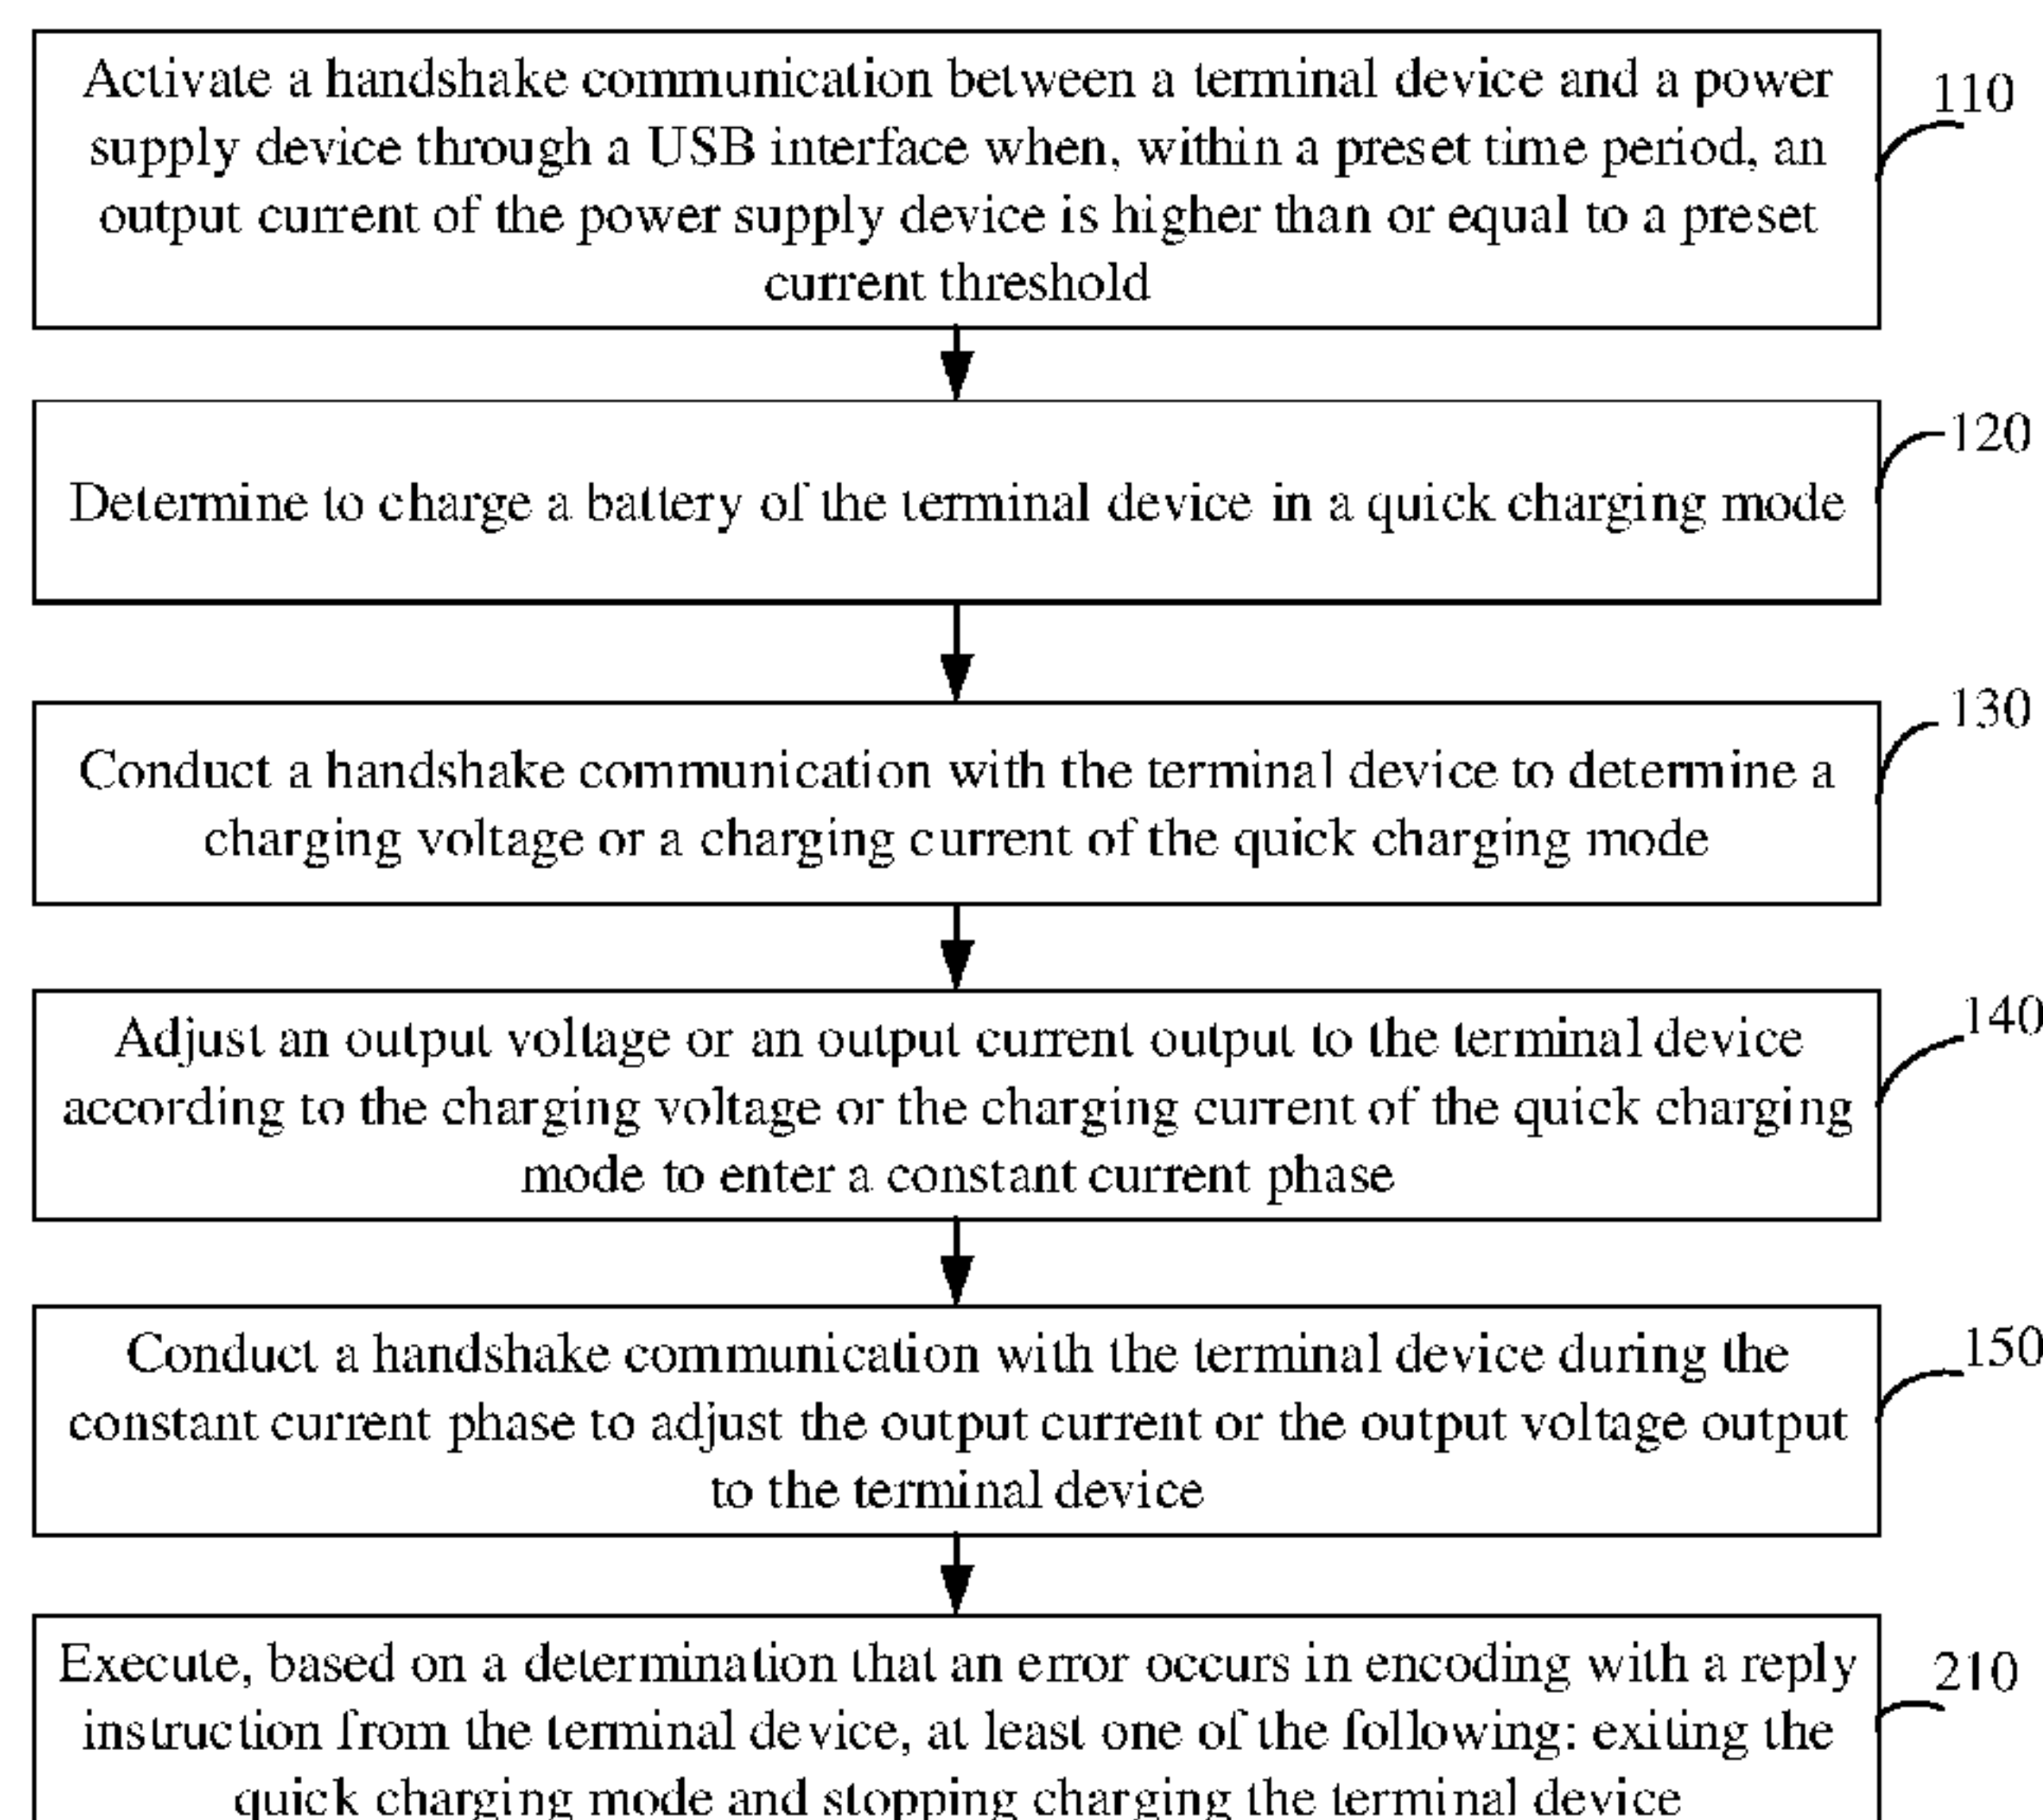 Activate a handshake communication between a terminal device and a power
supply device through a USB interface when, within a preset time period, an
output current of the power supply device is higher than or equal to a preset
current threshold
110
Determine to charge a battery of the terminal device in a quick charging mode
120
Conduct a handshake communication with the terminal device to determine a
charging voltage or a charging current of the quick charging mode
130
Adjust an output voltage or an output current output to the terminal device
according to the charging voltage or the charging current of the quick charging
mode to enter a constant current phase
140
Conduct a handshake communication with the terminal device during the
constant current phase to adjust the output current or the output voltage output
to the terminal device
150
Execute, based on a determination that an error occurs in encoding with a reply
instruction from the terminal device, at least one of the following: exiting the
quick charging mode and stopping charging the terminal device
210